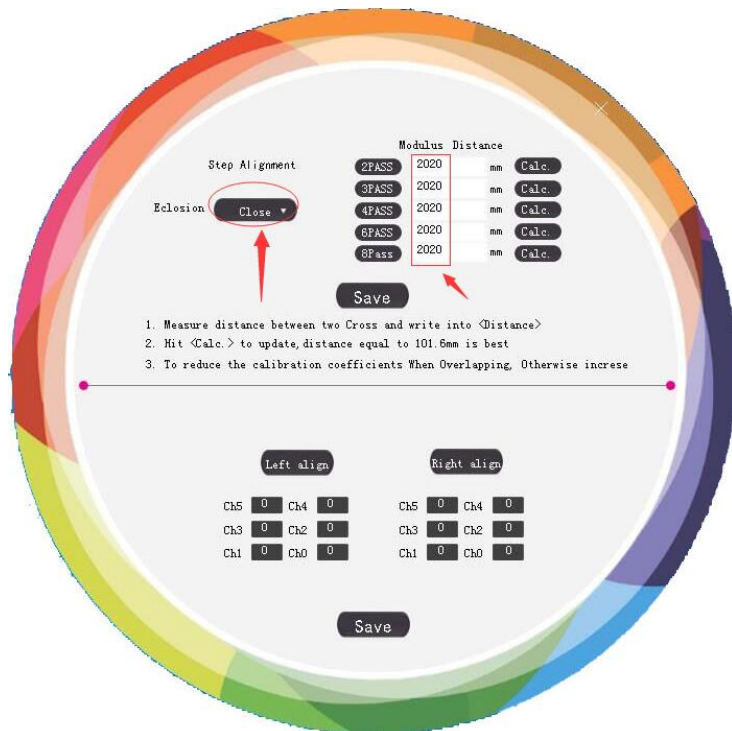 Modulus Distance
Step Alignment
2PASS 2020 mm Calc.
3PASS 2020 mm Calc.
Eclosion Close ▼
4PASS 2020 mm Calc.
6PASS 2020 mm Calc.
8Pass 2020 mm Calc.
Save
1. Measure distance between two Cross and write into <Distance>
2. Hit <Calc.> to update, distance equal to 101.6mm is best
3. To reduce the calibration coefficients When Overlapping, Otherwise increse
Left align Right align
Ch5 0 Ch4 0 Ch5 0 Ch4 0
Ch3 0 Ch2 0 Ch3 0 Ch2 0
Ch1 0 Ch0 0 Ch1 0 Ch0 0
Save